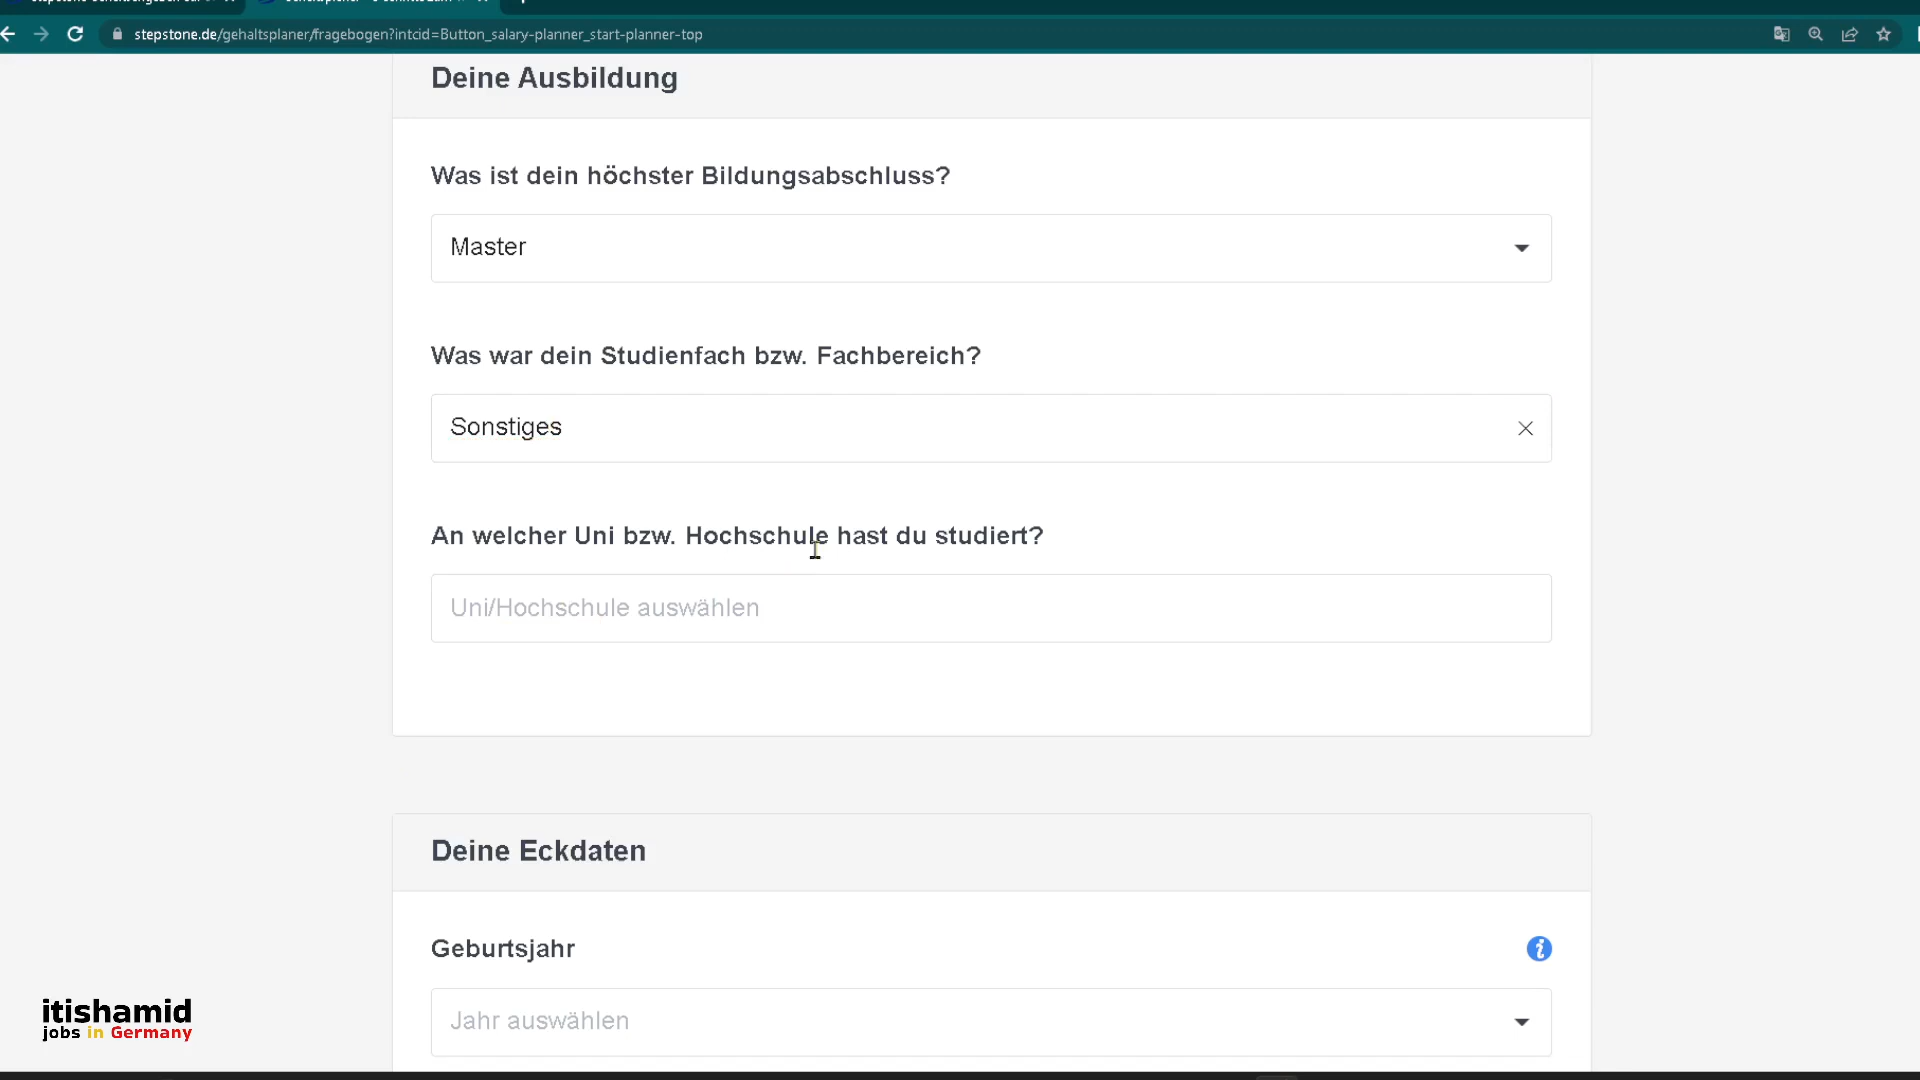 stepstone.de/gehaltsplaner/fragebogen?intcid=Button_salary-planner_start-planner-top
Deine Ausbildung
Was ist dein höchster Bildungsabschluss?
Master
Was war dein Studienfach bzw. Fachbereich?
Sonstiges
An welcher Uni bzw. Hochschule hast du studiert?
Uni/Hochschule auswählen
Deine Eckdaten
Geburtsjahr
Jahr auswählen
itishamid
jobs in Germany